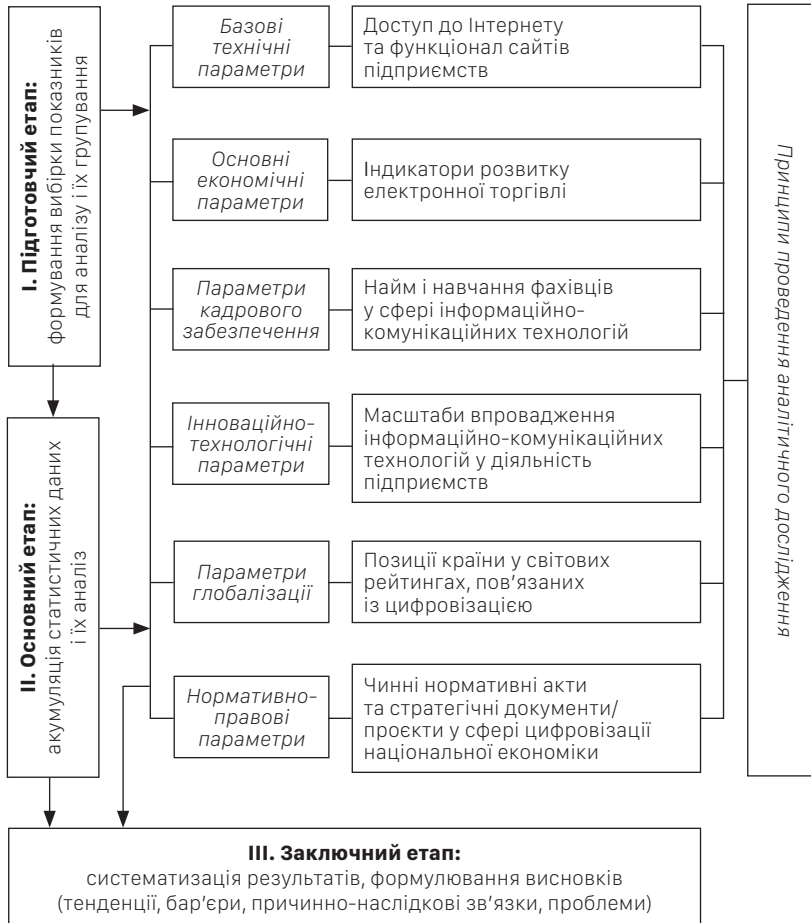 I. Підготовчий етап:
формування вибірки показників
для аналізу і їх групування
Базові
технічні
параметри
Доступ до Інтернету
та функціонал сайтів
підприємств
Основні
економічні
параметри
Індикатори розвитку
електронної торгівлі
Параметри
кадрового
забезпечення
Найм і навчання фахівців
у сфері інформаційно-
комунікаційних технологій
Принципи проведення аналітичного дослідження
II. Основний етап:
акумуляція статистичних даних
і їх аналіз
Інноваційно-
технологічні
параметри
Масштаби впровадження
інформаційно-комунікаційних
технологій у діяльність
підприємств
Параметри
глобалізації
Позиції країни у світових
рейтингах, пов’язаних
із цифровізацією
Нормативно-
правові
параметри
Чинні нормативні акти
та стратегічні документи/
проєкти у сфері цифровізації
національної економіки
III. Заключний етап:
систематизація результатів, формулювання висновків
(тенденції, бар’єри, причинно-наслідкові зв’язки, проблеми)